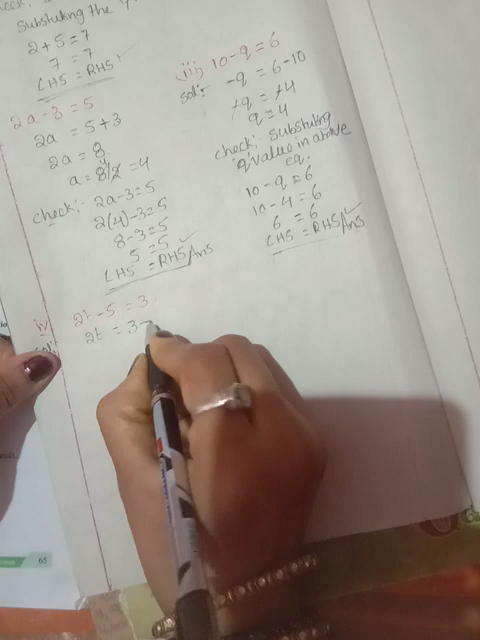 Substituting the
2+5=7
7=7
LHS = RHS
2a-3=5
2a = 5+3
2a = 8
a = 8/2 = 4
check:- 2a-3=5
2(4)-3=5
8-3=5
5=5
LHS = RHS/Ans
iii) 10-q=6
sol:- -q = 6-10
q = 4
check:- Substituting
q value in above
eq.
10-q=6
10-4=6
6=6
LHS = RHS/Ans
iv) 2t-5=3
sol:- 2t = 3-
65